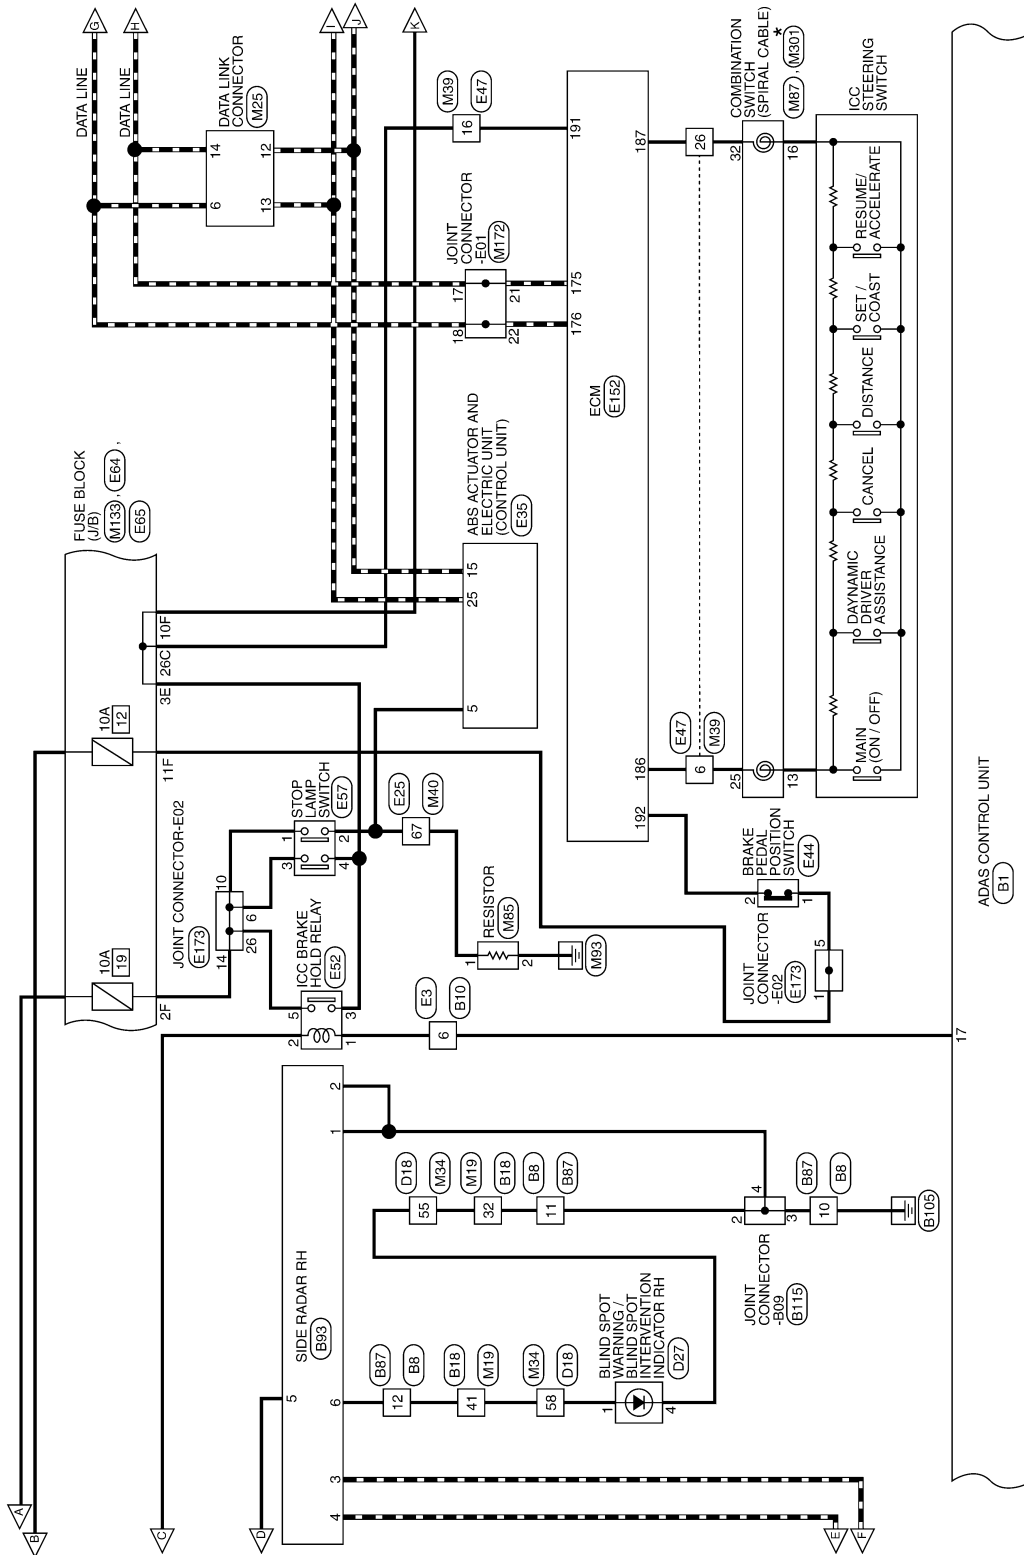 A
B
C
D
E
F
G
H
I
J
K
DATA LINE
DATA LINE
DATA LINK
CONNECTOR
M25
14
12
6
13
FUSE BLOCK
(J/B)
M133 , E64 ,
E65
10A
19
10A
12
2F
11F
3E
26C
10F
JOINT CONNECTOR-E02
E173
14
10
6
26
STOP
LAMP
SWITCH
E57
1
2
3
4
ICC BRAKE
HOLD RELAY
E52
5
3
2
1
E25
M40
67
RESISTOR
M85
1
2
M93
E3
B10
6
ABS ACTUATOR AND
ELECTRIC UNIT
(CONTROL UNIT)
E35
5
25
15
JOINT
CONNECTOR
-E01
M172
17
18
21
22
M39
E47
16
ECM
E152
191
175
176
187
186
192
26
E47
M39
6
COMBINATION
SWITCH
(SPIRAL CABLE)
M87 , M301 *
32
16
25
13
ICC
STEERING
SWITCH
MAIN
(ON / OFF)
DAYNAMIC
DRIVER
ASSISTANCE
CANCEL
DISTANCE
SET /
COAST
RESUME/
ACCELERATE
BRAKE
PEDAL
POSITION
SWITCH
E44
2
1
JOINT
CONNECTOR
-E02
E173
5
1
ADAS CONTROL UNIT
B1
17
SIDE RADAR RH
B93
2
1
5
6
3
4
D18
M34
55
M19
B18
32
B8
B87
11
B87
B8
12
B18
M19
41
M34
D18
58
BLIND SPOT
WARNING /
BLIND SPOT
INTERVENTION
INDICATOR RH
D27
1
4
JOINT
CONNECTOR
-B09
B115
4
2
3
B87
B8
10
B105